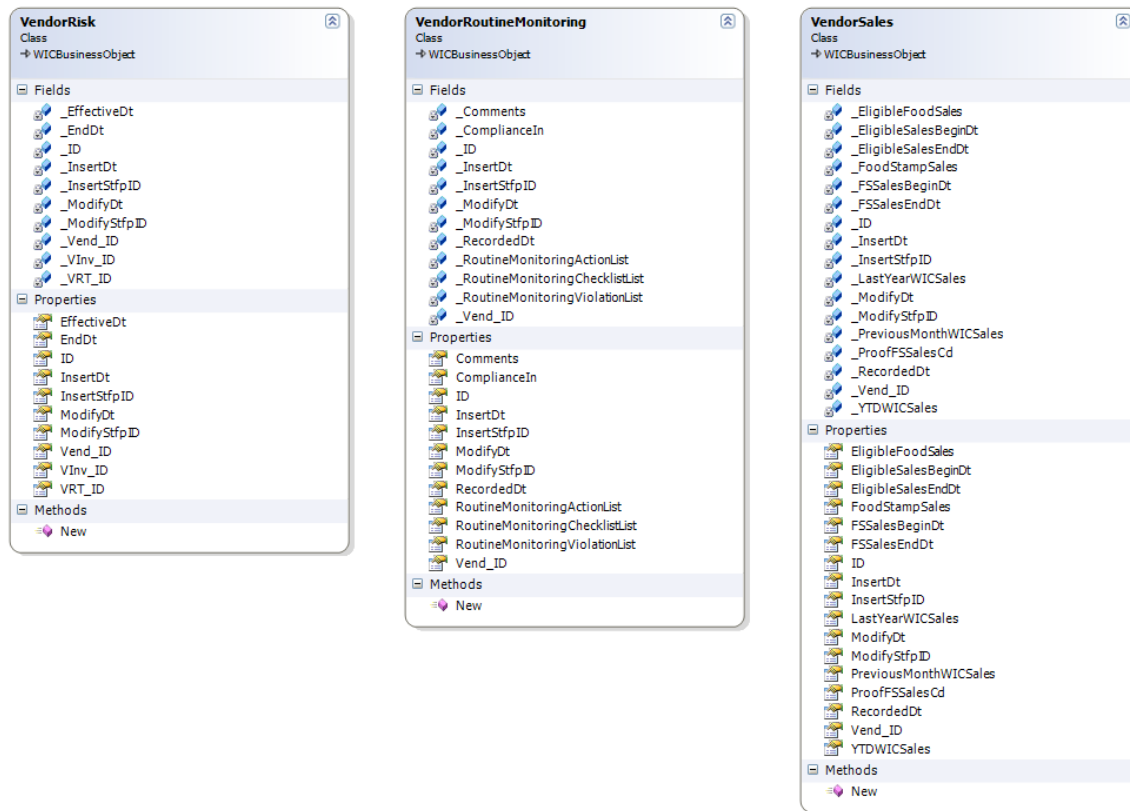 VendorRisk
Class
WICBusinessObject
Fields
_EffectiveDt
_EndDt
_ID
_InsertDt
_InsertStfpID
_ModifyDt
_ModifyStfpID
_Vend_ID
_VInv_ID
_VRT_ID
Properties
EffectiveDt
EndDt
ID
InsertDt
InsertStfpID
ModifyDt
ModifyStfpID
Vend_ID
VInv_ID
VRT_ID
Methods
New
VendorRoutineMonitoring
Class
WICBusinessObject
Fields
_Comments
_ComplianceIn
_ID
_InsertDt
_InsertStfpID
_ModifyDt
_ModifyStfpID
_RecordedDt
_RoutineMonitoringActionList
_RoutineMonitoringChecklistList
_RoutineMonitoringViolationList
_Vend_ID
Properties
Comments
ComplianceIn
ID
InsertDt
InsertStfpID
ModifyDt
ModifyStfpID
RecordedDt
RoutineMonitoringActionList
RoutineMonitoringChecklistList
RoutineMonitoringViolationList
Vend_ID
Methods
New
VendorSales
Class
WICBusinessObject
Fields
_EligibleFoodSales
_EligibleSalesBeginDt
_EligibleSalesEndDt
_FoodStampSales
_FSSalesBeginDt
_FSSalesEndDt
_ID
_InsertDt
_InsertStfpID
_LastYearWICSales
_ModifyDt
_ModifyStfpID
_PreviousMonthWICSales
_ProofFSSalesCd
_RecordedDt
_Vend_ID
_YTDWICSales
Properties
EligibleFoodSales
EligibleSalesBeginDt
EligibleSalesEndDt
FoodStampSales
FSSalesBeginDt
FSSalesEndDt
ID
InsertDt
InsertStfpID
LastYearWICSales
ModifyDt
ModifyStfpID
PreviousMonthWICSales
ProofFSSalesCd
RecordedDt
Vend_ID
YTDWICSales
Methods
New